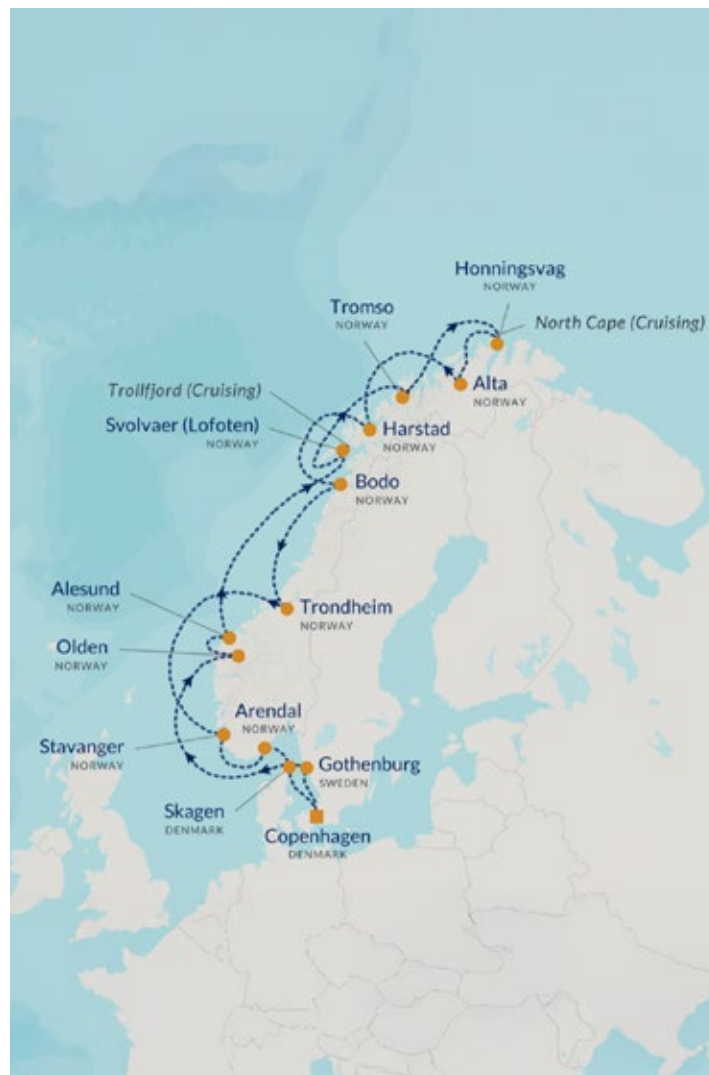 Honningsvag
NORWAY
North Cape (Cruising)
Tromso
NORWAY
Alta
NORWAY
Trollfjord (Cruising)
Svolvaer (Lofoten)
NORWAY
Harstad
NORWAY
Bodo
NORWAY
Alesund
NORWAY
Trondheim
NORWAY
Olden
NORWAY
Arendal
NORWAY
Stavanger
NORWAY
Gothenburg
SWEDEN
Skagen
DENMARK
Copenhagen
DENMARK